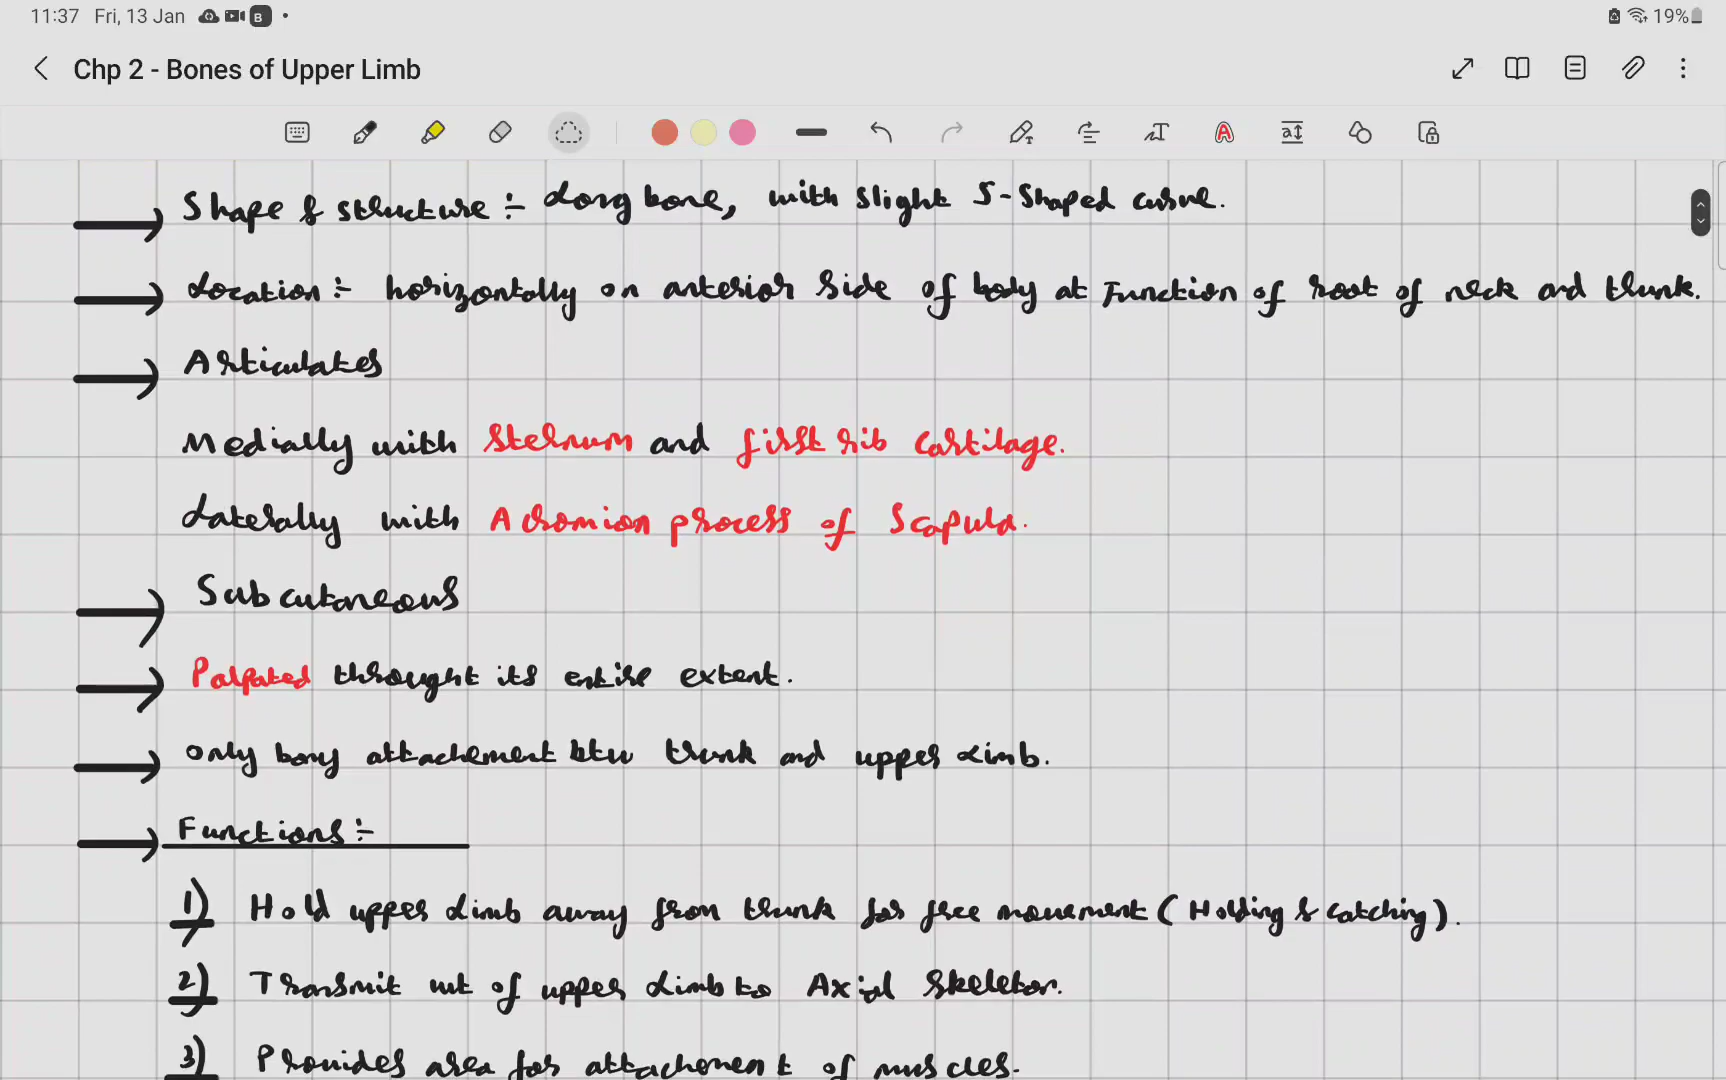 11:37 Fri, 13 Jan B 19%
Chp 2 - Bones of Upper Limb
Shape & structure :- Long bone, with slight S-shaped curve.
Location :- horizontally on anterior side of body at Function of root of neck and trunk.
Articulates
Medially with sternum and first rib cartilage.
Laterally with Acromion process of Scapula.
Subcutaneous
Palpated throught its entire extent.
only bony attachement btw trunk and upper Limb.
Functions :-
1) Hold upper Limb away from trunk for free movement (Holding & catching).
2) Transmit wt of upper Limb to Axial Skeleton.
3) Provides area for attachement of muscles.